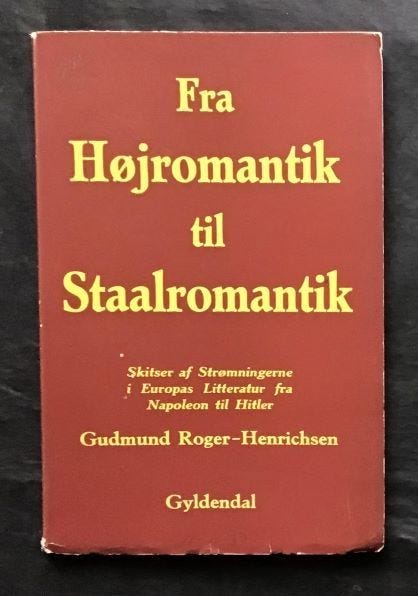 Fra
Højromantik
til
Staalromantik
Skitser af Strømningerne
i Europas Litteratur fra
Napoleon til Hitler
Gudmund Roger-Henrichsen
Gyldendal